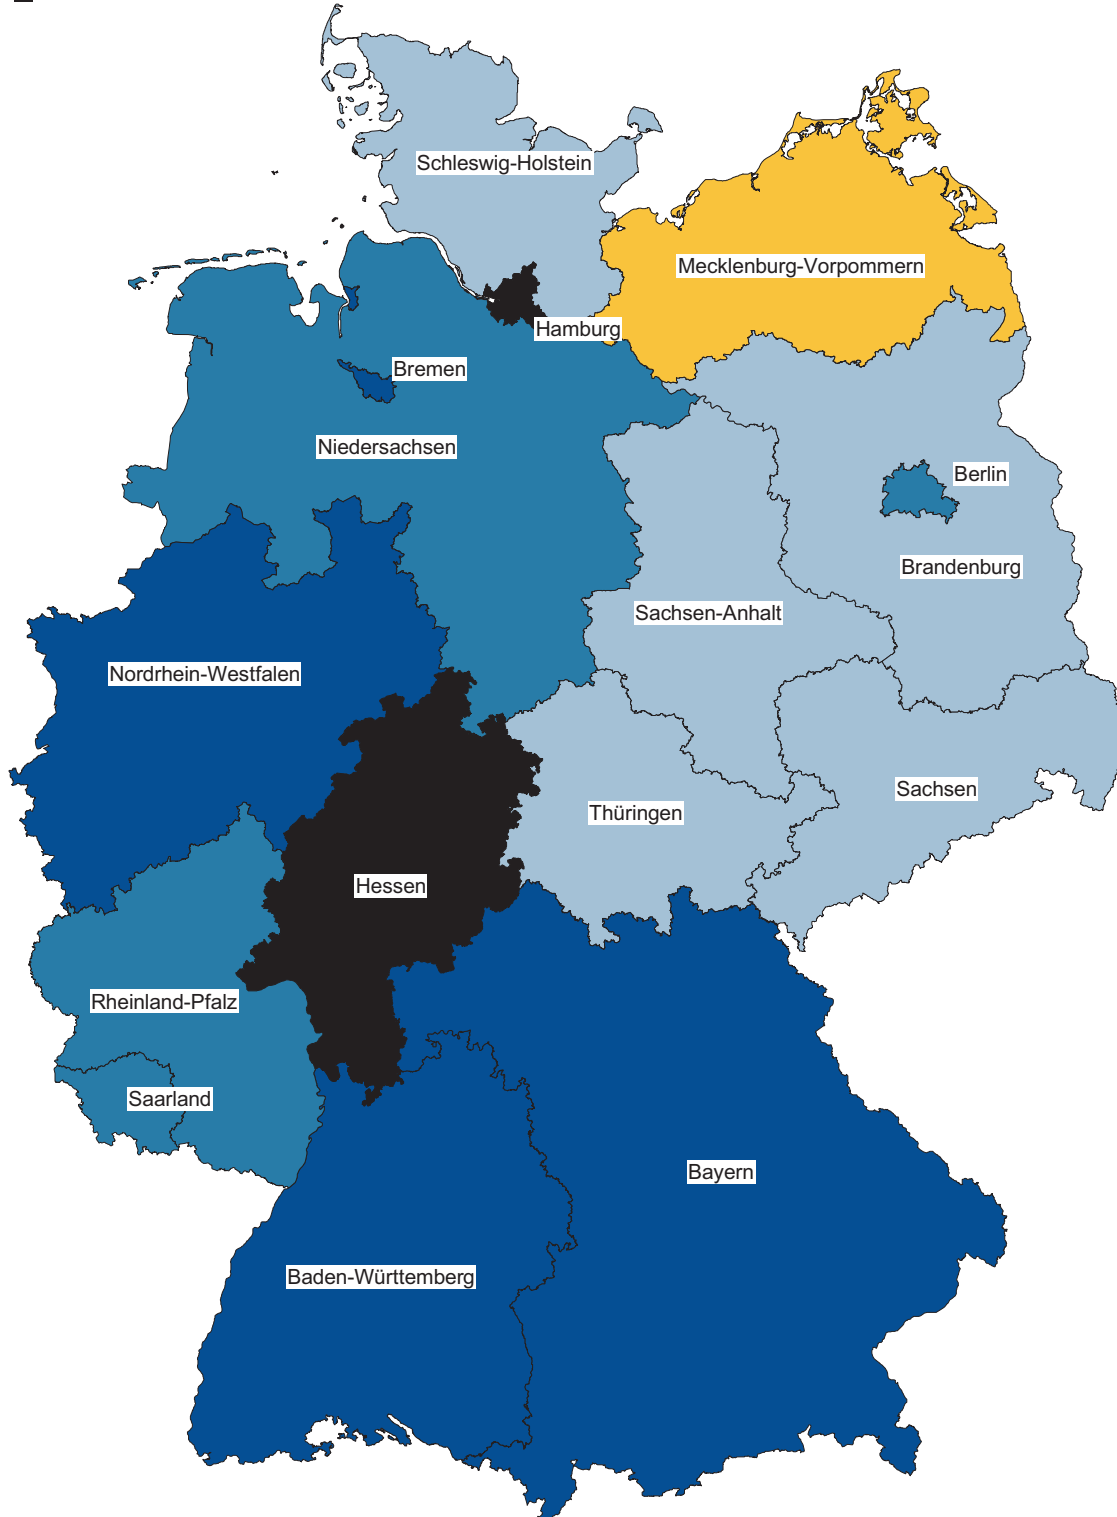 Schleswig-Holstein
Mecklenburg-Vorpommern
Hamburg
Bremen
Niedersachsen
Berlin
Brandenburg
Sachsen-Anhalt
Nordrhein-Westfalen
Sachsen
Thüringen
Hessen
Rheinland-Pfalz
Saarland
Bayern
Baden-Württemberg